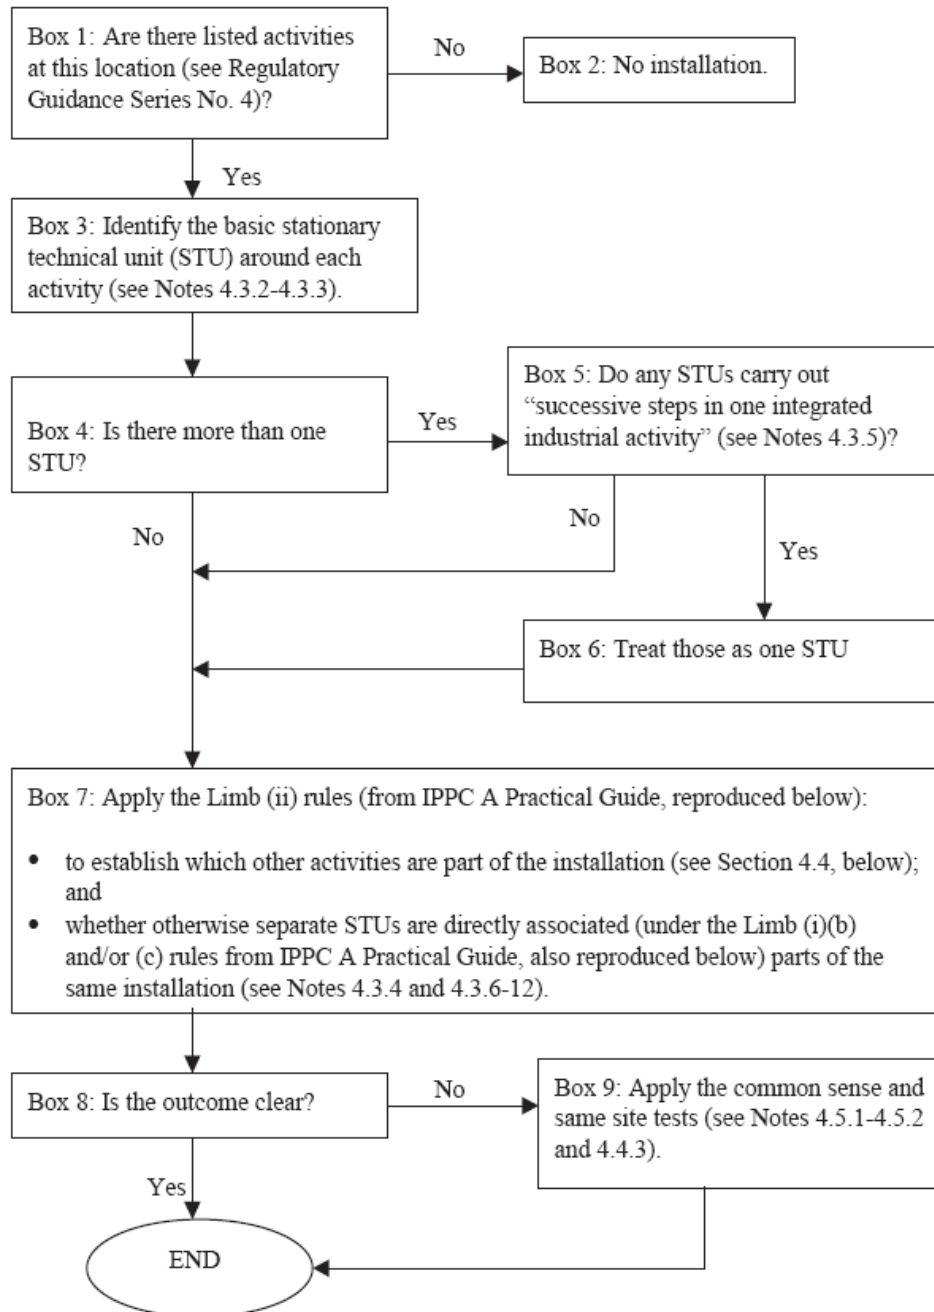 Box 1: Are there listed activities
at this location (see Regulatory
Guidance Series No. 4)?
No
Box 2: No installation.
Yes
Box 3: Identify the basic stationary
technical unit (STU) around each
activity (see Notes 4.3.2-4.3.3).
Box 4: Is there more than one
STU?
Yes
Box 5: Do any STUs carry out
“successive steps in one integrated
industrial activity” (see Notes 4.3.5)?
No
No
Yes
Box 6: Treat those as one STU
Box 7: Apply the Limb (ii) rules (from IPPC A Practical Guide, reproduced below):
• to establish which other activities are part of the installation (see Section 4.4, below);
and
• whether otherwise separate STUs are directly associated (under the Limb (i)(b)
and/or (c) rules from IPPC A Practical Guide, also reproduced below) parts of the
same installation (see Notes 4.3.4 and 4.3.6-12).
Box 8: Is the outcome clear?
No
Box 9: Apply the common sense and
same site tests (see Notes 4.5.1-4.5.2
and 4.4.3).
Yes
END